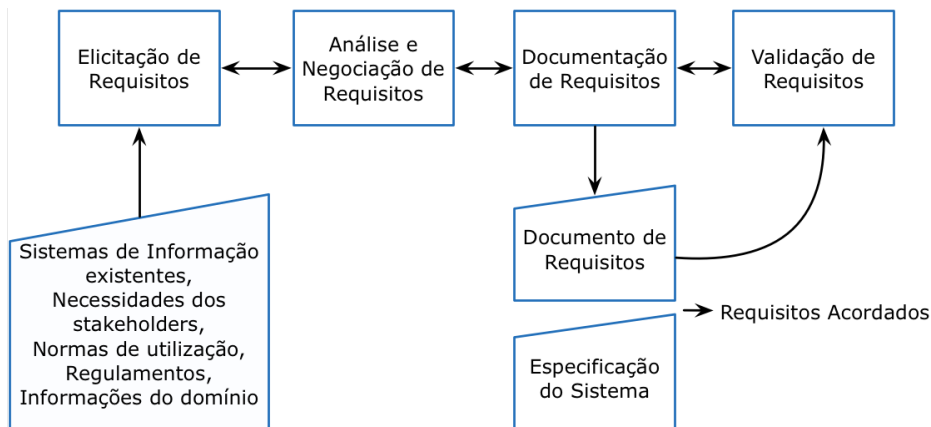 Elicitação de
Requisitos
Análise e
Negociação de
Requisitos
Documentação
de Requisitos
Validação de
Requisitos
Sistemas de Informação
existentes,
Necessidades dos
stakeholders,
Normas de utilização,
Regulamentos,
Informações do domínio
Documento de
Requisitos
Requisitos Acordados
Especificação
do Sistema